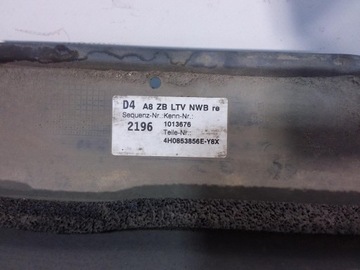 D4 A8 ZB LTV NWB re
Sequenz-Nr.: Kenn-Nr.:
2196 1013676
Teile-Nr.:
4H0853856E-Y8X